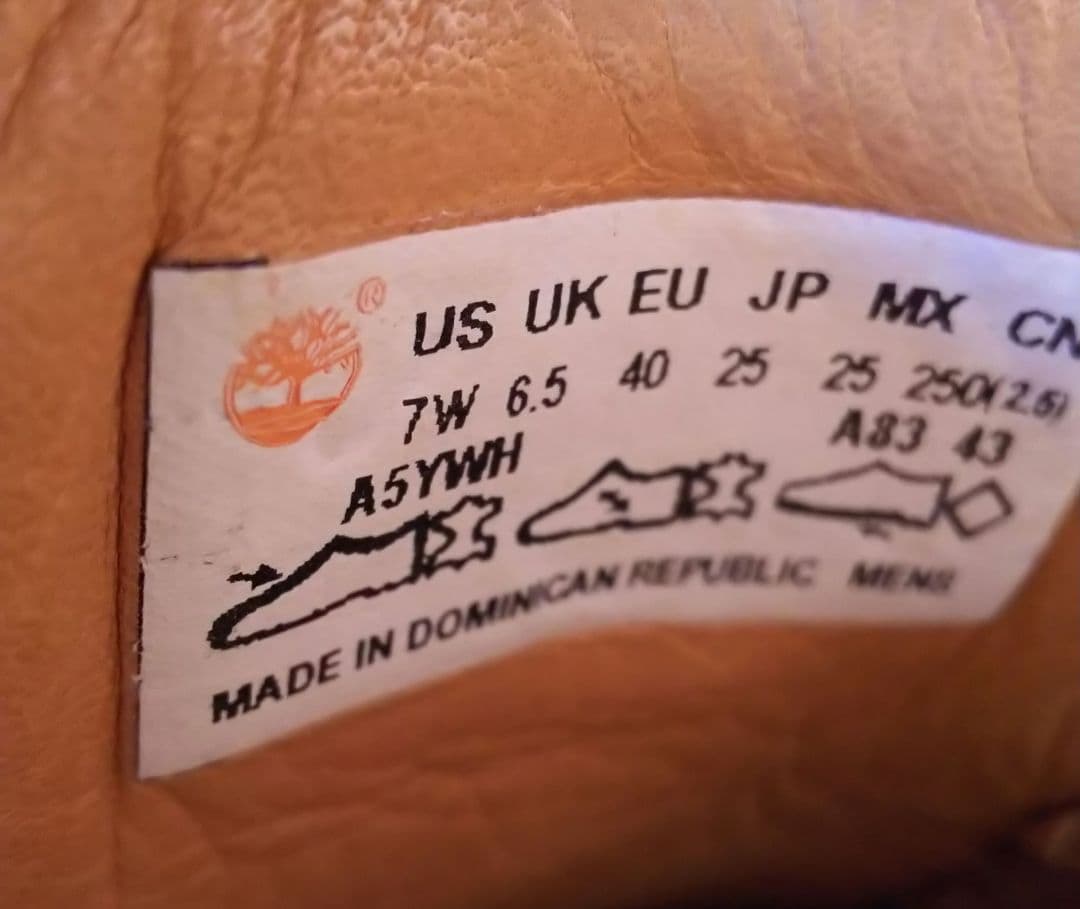 ®
US UK EU JP MX CN
7W 6.5 40 25 25 250(2.5)
A5YWH A83 43
MADE IN DOMINICAN REPUBLIC MENS